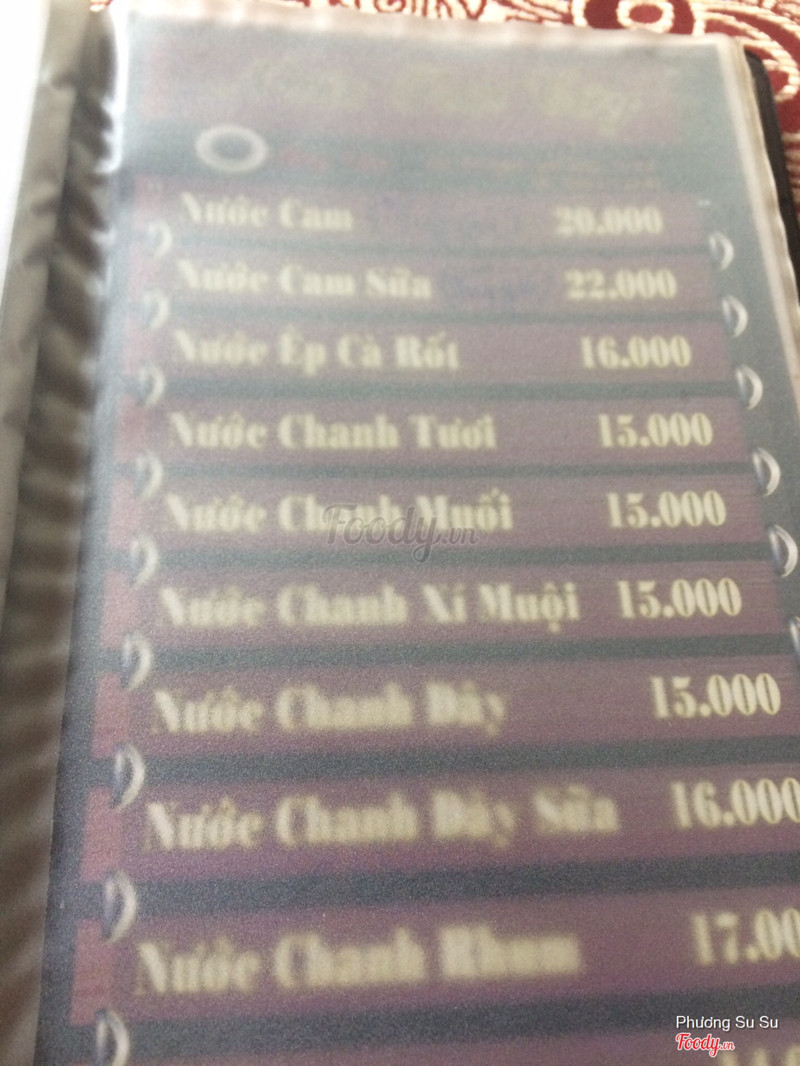 Nước Cam 20.000
Nước Cam Sữa 22.000
Nước Ép Cà Rốt 16.000
Nước Chanh Tươi 15.000
Nước Chanh Muối 15.000
Foody.vn
Nước Chanh Xí Muội 15.000
Nước Chanh Dây 15.000
Nước Chanh Dây Sữa 16.000
Nước Chanh Rhum 17.00
Phương Su Su
Foody.vn